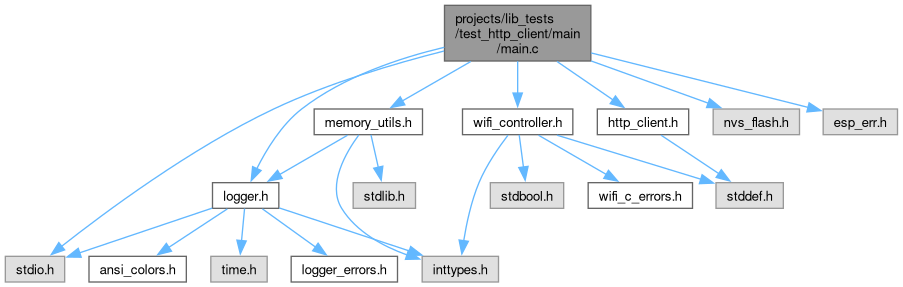 projects/lib_tests
/test_http_client/main
/main.c
memory_utils.h
wifi_controller.h
http_client.h
nvs_flash.h
esp_err.h
logger.h
stdlib.h
stdbool.h
wifi_c_errors.h
stddef.h
stdio.h
ansi_colors.h
time.h
logger_errors.h
inttypes.h